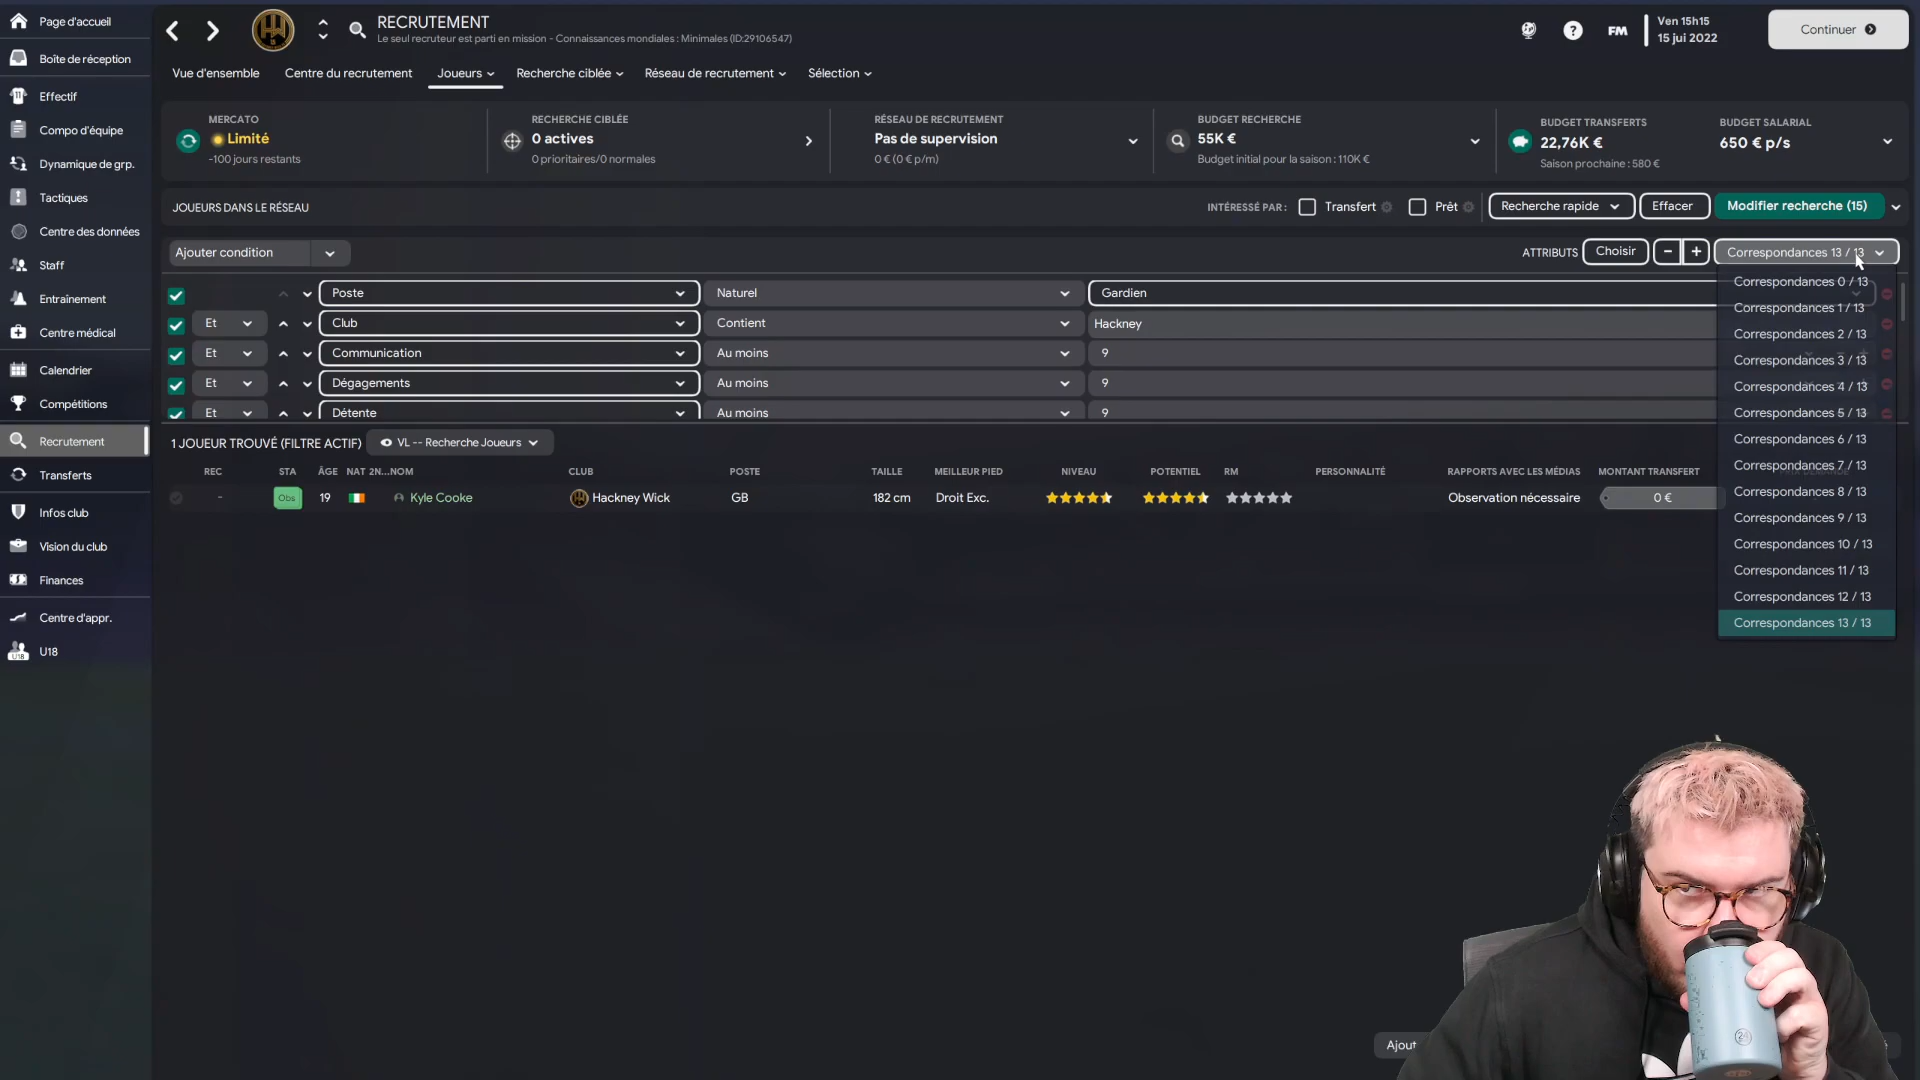 Page d'accueil
Boîte de réception
Effectif
Compo d'équipe
Dynamique de grp.
Tactiques
Centre des données
Staff
Entraînement
Centre médical
Calendrier
Compétitions
Recrutement
Transferts
Infos club
Vision du club
Finances
Centre d'appr.
U18
RECRUTEMENT
Le seul recruteur est parti en mission - Connaissances mondiales : Minimales (ID:29106547)
FM
Ven 15h15
15 jui 2022
Continuer
Vue d'ensemble Centre du recrutement Joueurs Recherche ciblée Réseau de recrutement Sélection
MERCATO
Limité
-100 jours restants
RECHERCHE CIBLÉE
0 actives
0 prioritaires/0 normales
RÉSEAU DE RECRUTEMENT
Pas de supervision
0 € (0 € p/m)
BUDGET RECHERCHE
55K €
Budget initial pour la saison : 110K €
BUDGET TRANSFERTS
22,76K €
Saison prochaine : 580 €
BUDGET SALARIAL
650 € p/s
JOUEURS DANS LE RÉSEAU
INTÉRESSÉ PAR : Transfert Prêt Recherche rapide Effacer Modifier recherche (15)
Ajouter condition
ATTRIBUTS Choisir - + Correspondances 13 / 13
Poste Naturel Gardien
Et Club Contient Hackney
Et Communication Au moins 9
Et Dégagements Au moins 9
Et Détente Au moins 9
Correspondances 0 / 13
Correspondances 1 / 13
Correspondances 2 / 13
Correspondances 3 / 13
Correspondances 4 / 13
Correspondances 5 / 13
Correspondances 6 / 13
Correspondances 7 / 13
Correspondances 8 / 13
Correspondances 9 / 13
Correspondances 10 / 13
Correspondances 11 / 13
Correspondances 12 / 13
Correspondances 13 / 13
1 JOUEUR TROUVÉ (FILTRE ACTIF) VL -- Recherche Joueurs
REC STA ÂGE NAT 2N... NOM CLUB POSTE TAILLE MEILLEUR PIED NIVEAU POTENTIEL RM PERSONNALITÉ RAPPORTS AVEC LES MÉDIAS MONTANT TRANSFERT
- Obs 19 Kyle Cooke Hackney Wick GB 182 cm Droit Exc. Observation nécessaire 0 €
Ajout